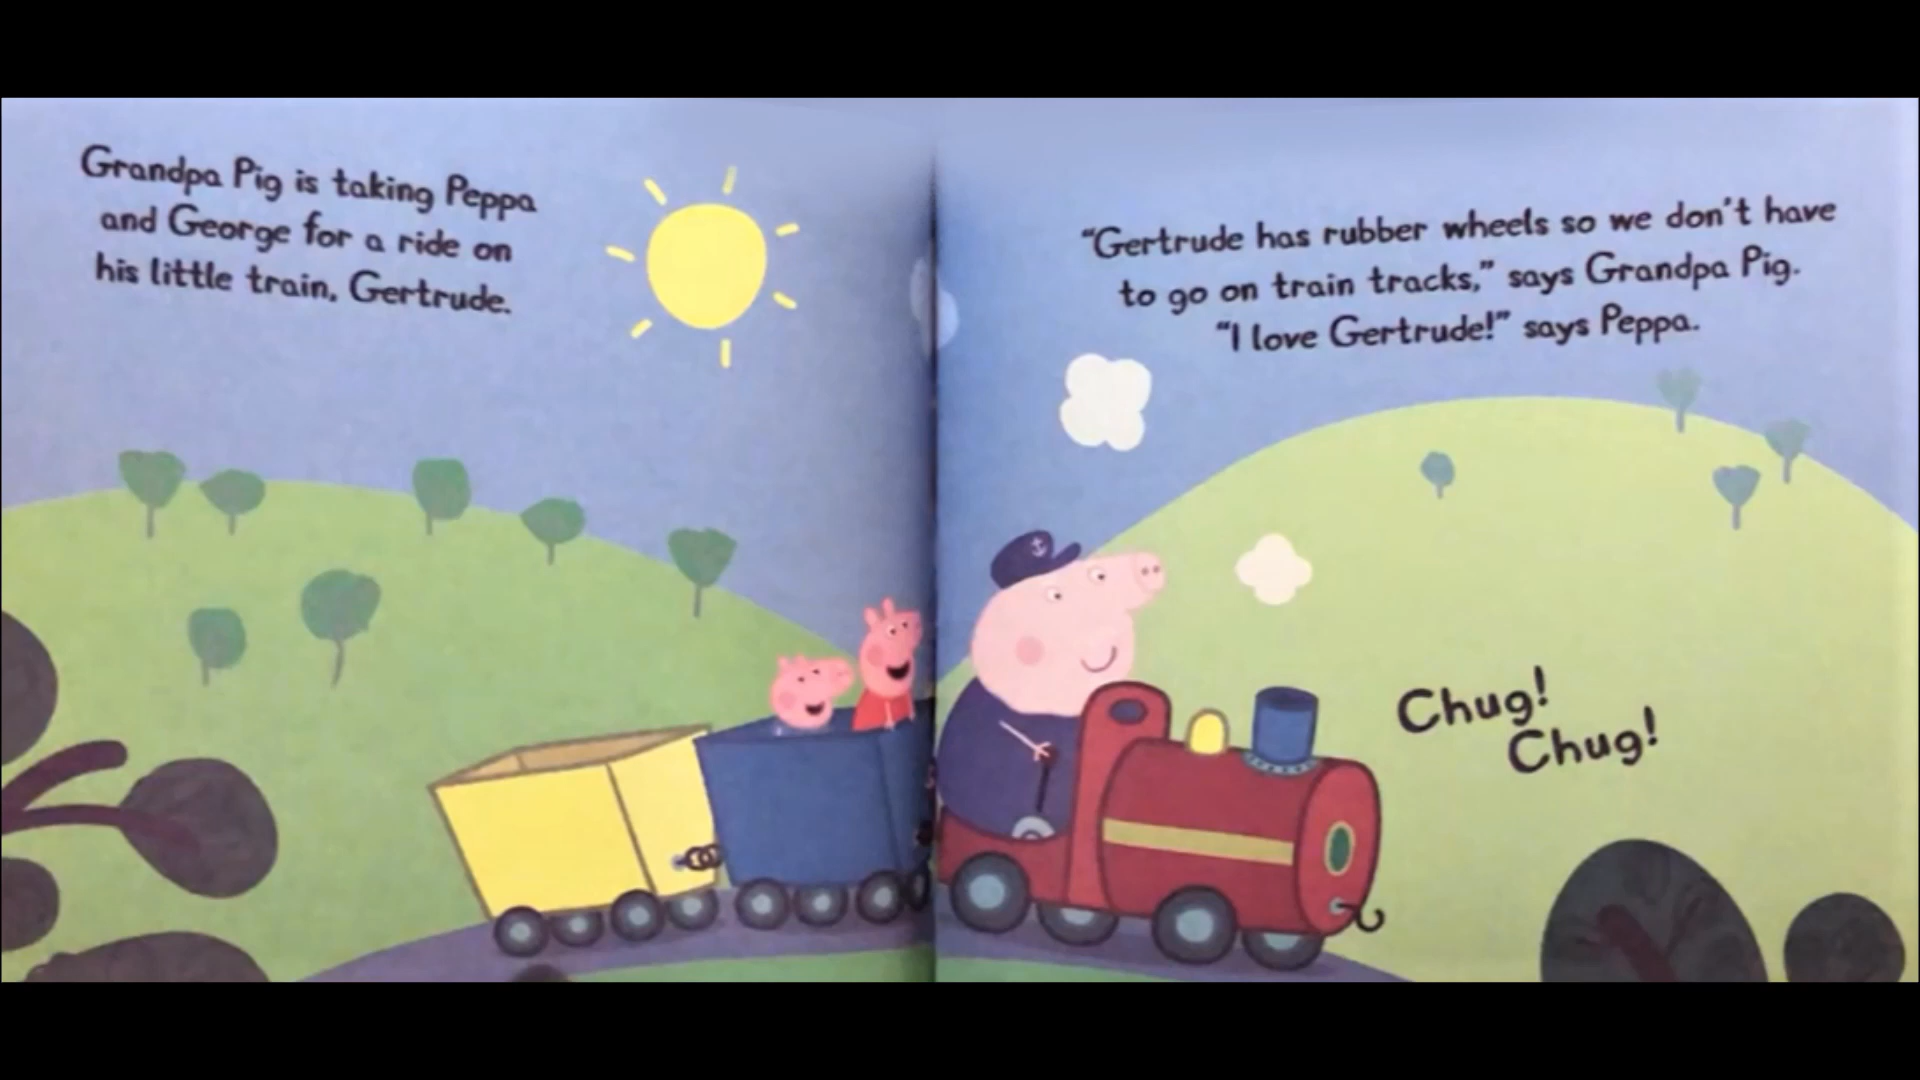 Grandpa Pig is taking Peppa
and George for a ride on
his little train, Gertrude.
“Gertrude has rubber wheels so we don’t have
to go on train tracks,” says Grandpa Pig.
“I love Gertrude!” says Peppa.
Chug!
Chug!